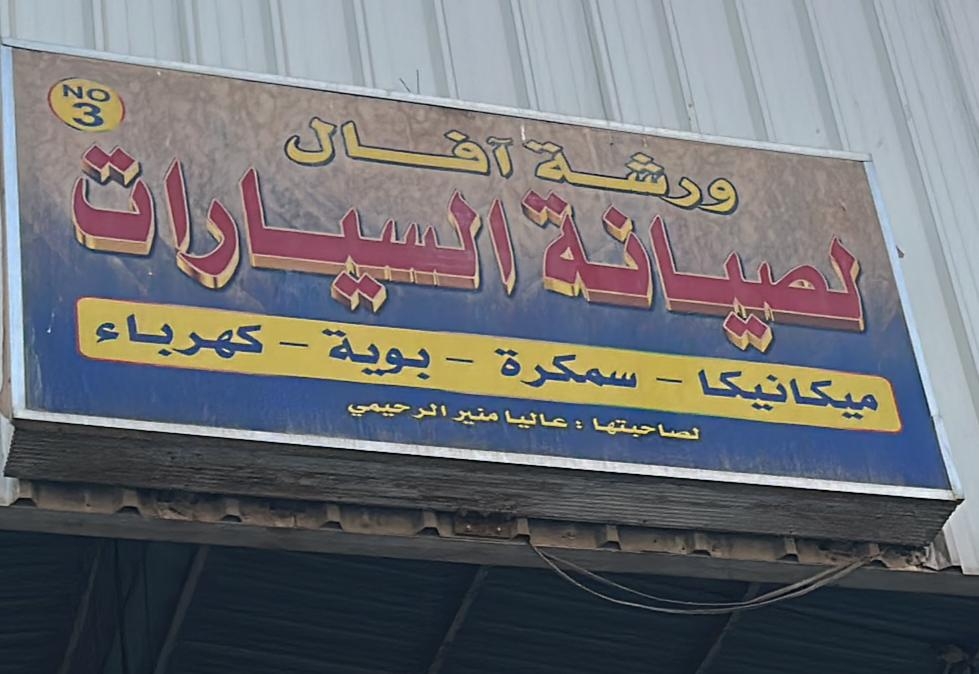 NO
3
ورشة آفال
لصيانة السيارات
ميكانيكا - سمكرة - بوية - كهرباء
لصاحبتها : عاليا منير الرحيمي